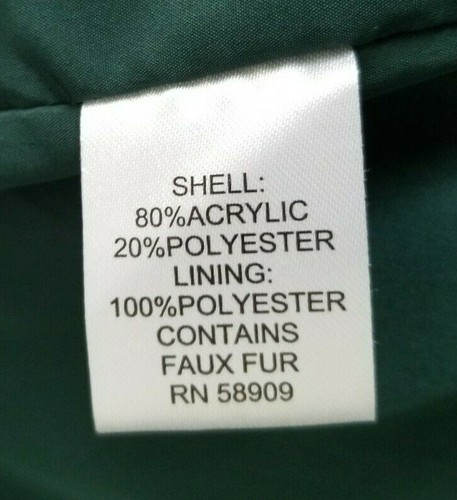 SHELL:
80%ACRYLIC
20%POLYESTER
LINING:
100%POLYESTER
CONTAINS
FAUX FUR
RN 58909